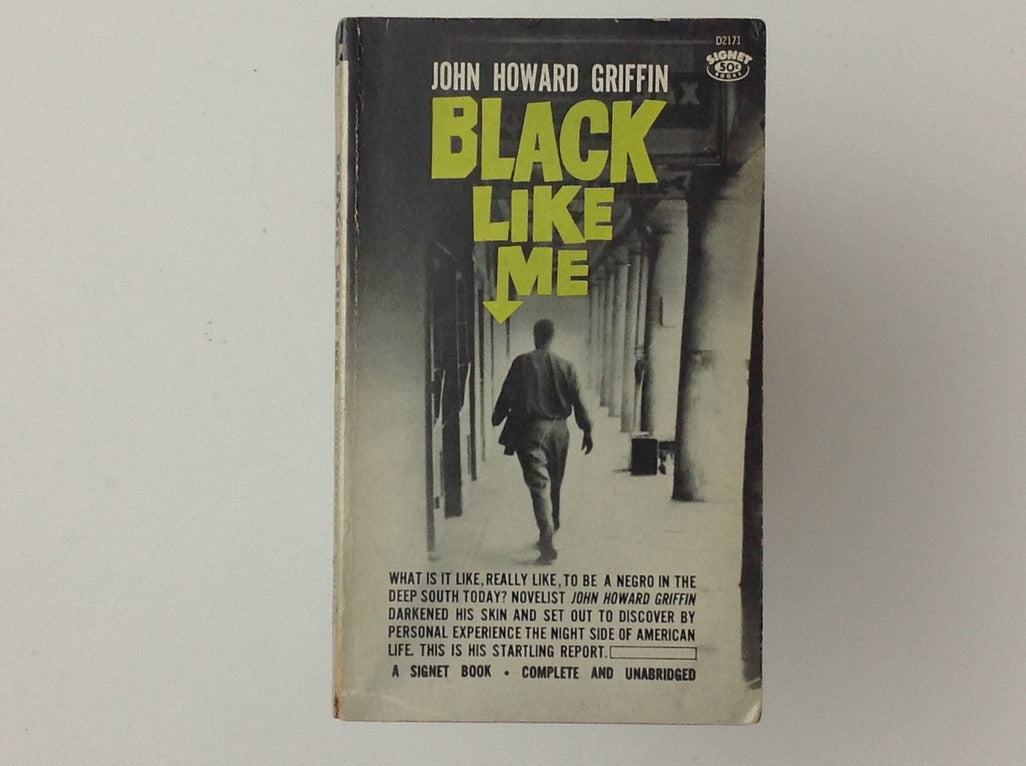 D2171
SIGNET
50¢
BOOKS
JOHN HOWARD GRIFFIN
BLACK
LIKE
ME
WHAT IS IT LIKE, REALLY LIKE, TO BE A NEGRO IN THE
DEEP SOUTH TODAY? NOVELIST JOHN HOWARD GRIFFIN
DARKENED HIS SKIN AND SET OUT TO DISCOVER BY
PERSONAL EXPERIENCE THE NIGHT SIDE OF AMERICAN
LIFE. THIS IS HIS STARTLING REPORT.
A SIGNET BOOK • COMPLETE AND UNABRIDGED